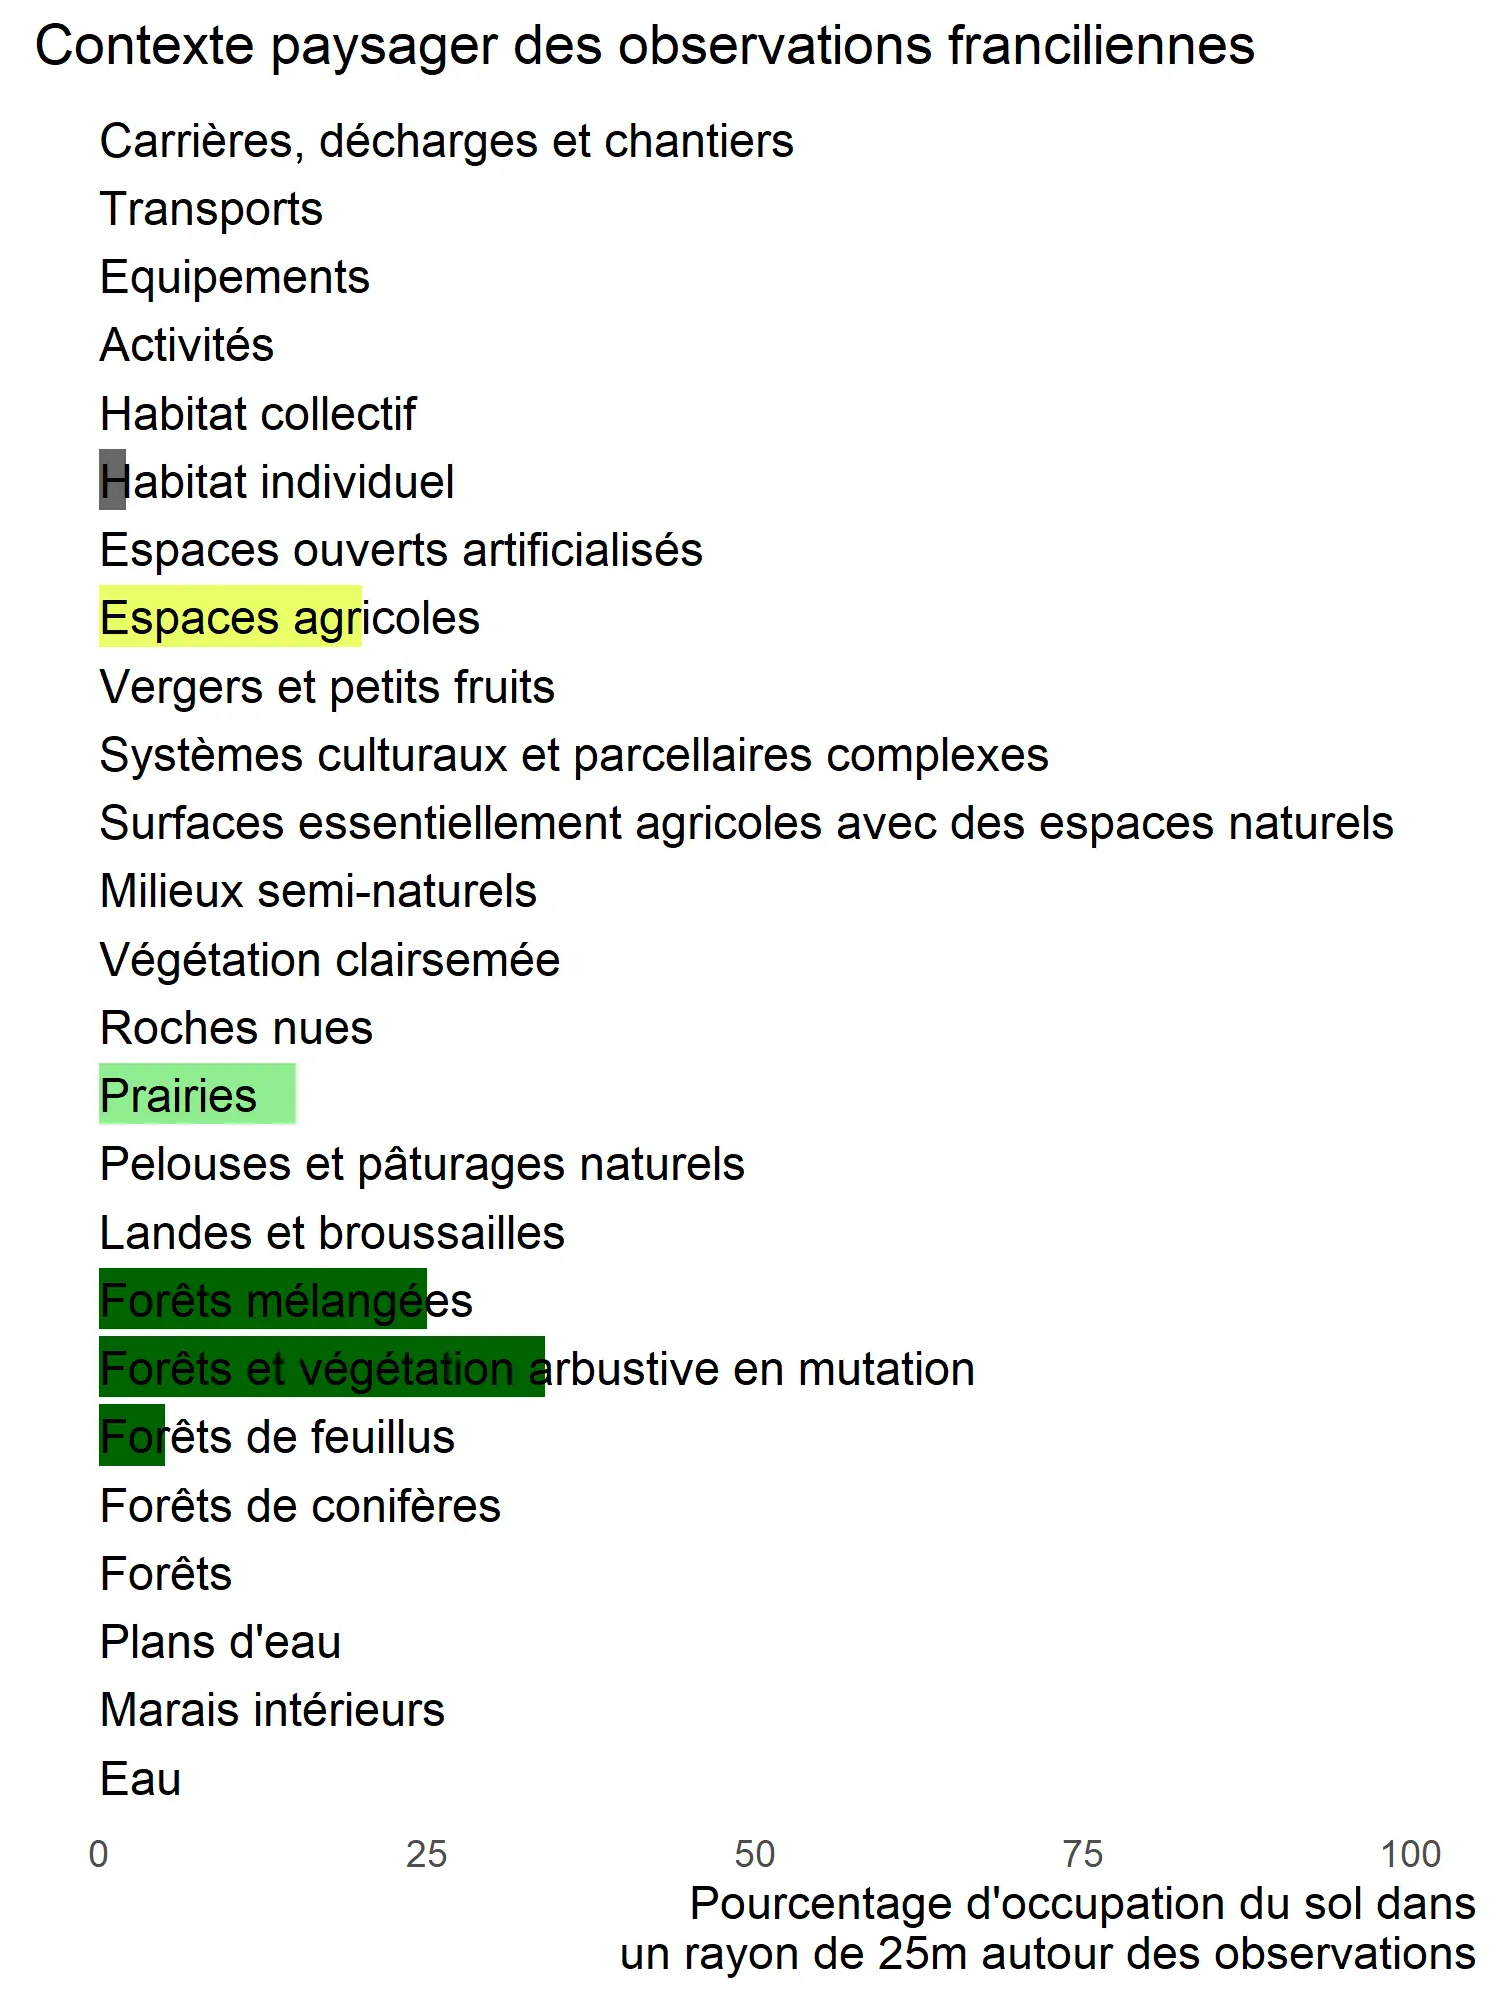 Contexte paysager des observations franciliennes
Carrières, décharges et chantiers
Transports
Equipements
Activités
Habitat collectif
Habitat individuel
Espaces ouverts artificialisés
Espaces agricoles
Vergers et petits fruits
Systèmes culturaux et parcellaires complexes
Surfaces essentiellement agricoles avec des espaces naturels
Milieux semi-naturels
Végétation clairsemée
Roches nues
Prairies
Pelouses et pâturages naturels
Landes et broussailles
Forêts mélangées
Forêts et végétation arbustive en mutation
Forêts de feuillus
Forêts de conifères
Forêts
Plans d'eau
Marais intérieurs
Eau
0 25 50 75 100
Pourcentage d'occupation du sol dans
un rayon de 25m autour des observations